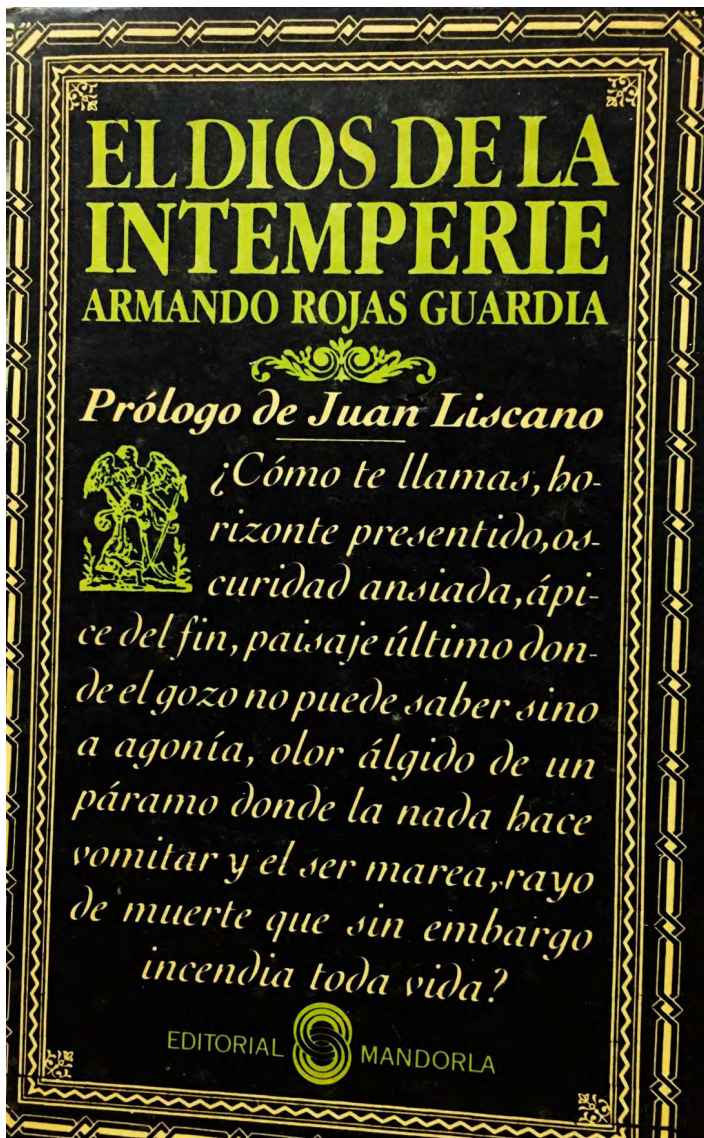 EL DIOS DE LA
INTEMPERIE
ARMANDO ROJAS GUARDIA
Prólogo de Juan Liscano
¿Cómo te llamas, ho-
rizonte presentido, os-
curidad ansiada, ápi-
ce del fin, paisaje último don-
de el gozo no puede saber sino
a agonía, olor álgido de un
páramo donde la nada hace
vomitar y el ser marea, rayo
de muerte que sin embargo
incendia toda vida?
EDITORIAL MANDORLA